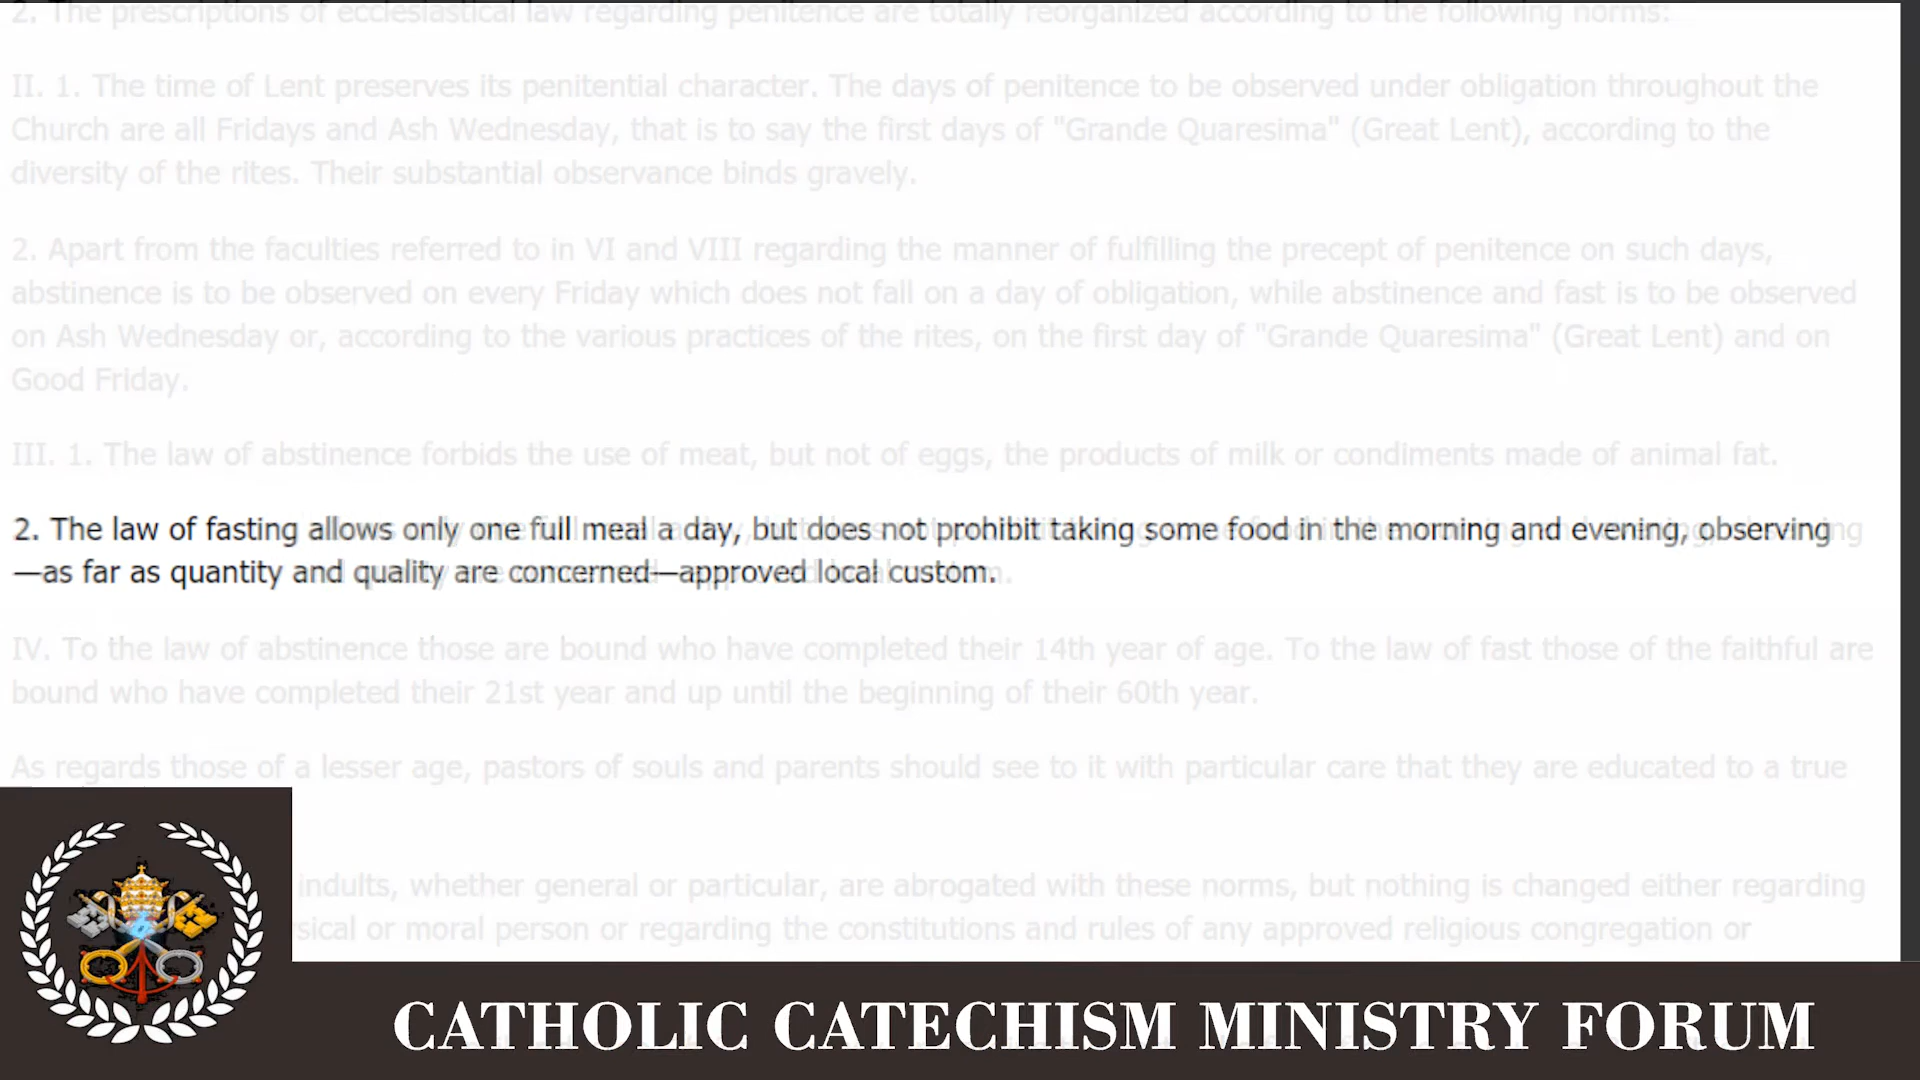 2. The prescriptions of ecclesiastical law regarding penitence are totally reorganized according to the following norms:
II. 1. The time of Lent preserves its penitential character. The days of penitence to be observed under obligation throughout the
Church are all Fridays and Ash Wednesday, that is to say the first days of "Grande Quaresima" (Great Lent), according to the
diversity of the rites. Their substantial observance binds gravely.
2. Apart from the faculties referred to in VI and VIII regarding the manner of fulfilling the precept of penitence on such days,
abstinence is to be observed on every Friday which does not fall on a day of obligation, while abstinence and fast is to be observed
on Ash Wednesday or, according to the various practices of the rites, on the first day of "Grande Quaresima" (Great Lent) and on
Good Friday.
III. 1. The law of abstinence forbids the use of meat, but not of eggs, the products of milk or condiments made of animal fat.
2. The law of fasting allows only one full meal a day, but does not prohibit taking some food in the morning and evening, observing
—as far as quantity and quality are concerned—approved local custom.
IV. To the law of abstinence those are bound who have completed their 14th year of age. To the law of fast those of the faithful are
bound who have completed their 21st year and up until the beginning of their 60th year.
As regards those of a lesser age, pastors of souls and parents should see to it with particular care that they are educated to a true
indults, whether general or particular, are abrogated with these norms, but nothing is changed either regarding
sical or moral person or regarding the constitutions and rules of any approved religious congregation or
CATHOLIC CATECHISM MINISTRY FORUM